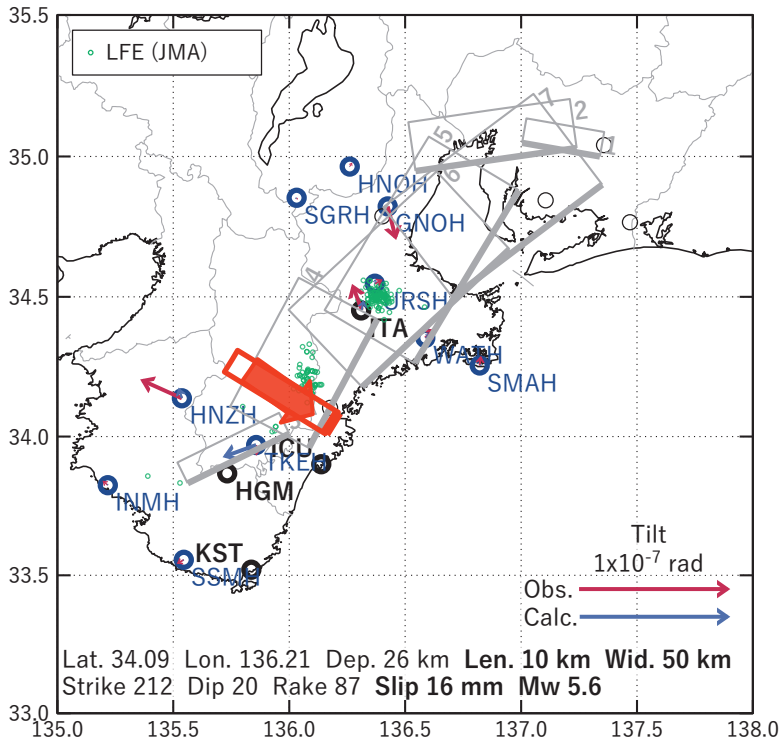 35.5
LFE (JMA)
7
2
5
1
35.0
6
HNOH
SGRH
GNOH
4
34.5
URSH
ITA
WATH
SMAH
HNZH
34.0
ICU
TKEH
HGM
INMH
Tilt
1x10⁻⁷ rad
KST
Obs.
33.5
SSMH
Calc.
Lat. 34.09 Lon. 136.21 Dep. 26 km Len. 10 km Wid. 50 km
Strike 212 Dip 20 Rake 87 Slip 16 mm Mw 5.6
33.0
135.0 135.5 136.0 136.5 137.0 137.5 138.0